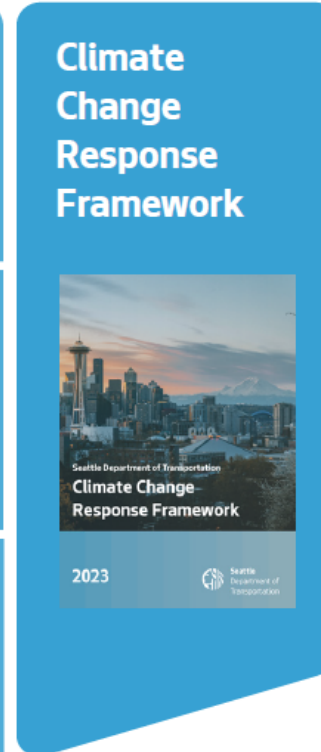 Climate
Change
Response
Framework
Seattle Department of Transportation
Climate Change
Response Framework
2023
Seattle
Department of
Transportation